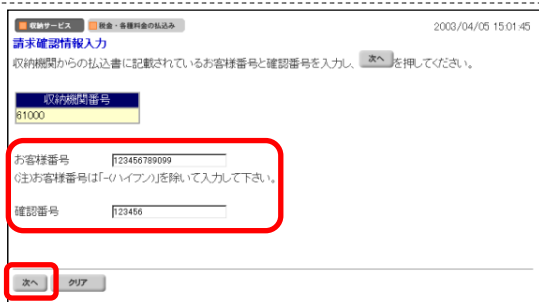 収納サービス 税金・各種料金の払込み 2003/04/05 15:01:45
請求確認情報入力
収納機関からの払込書に記載されているお客様番号と確認番号を入力し、 次へ を押してください。
収納機関番号
61000
お客様番号 123456789099
(注)お客様番号は「-(ハイフン)」を除いて入力して下さい。
確認番号 123456
次へ クリア